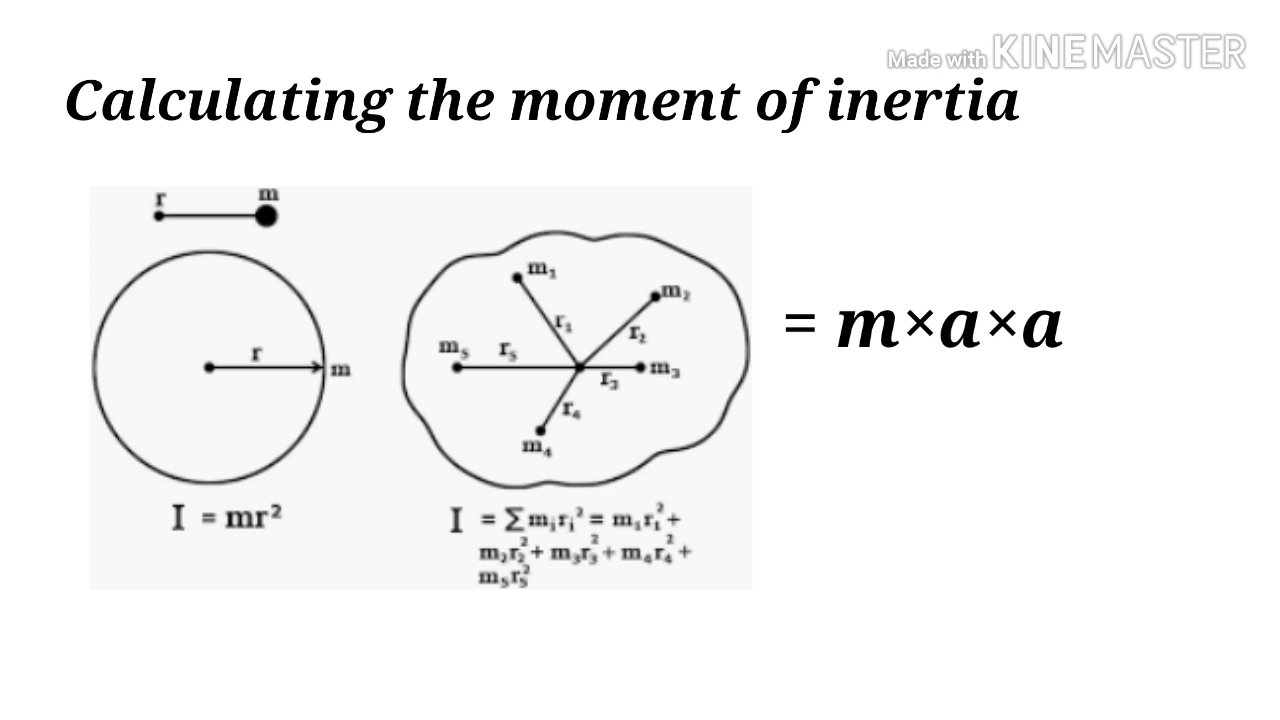 Made with KINEMASTER
Calculating the moment of inertia
r m
r m
I = mr²
m₁
m₂
r₁
r₂
m₅ r₅
m₃
r₃
r₄
m₄
I = Σmᵢrᵢ² = m₁r₁² +
m₂r₂² + m₃r₃² + m₄r₄² +
m₅r₅²
= m×a×a